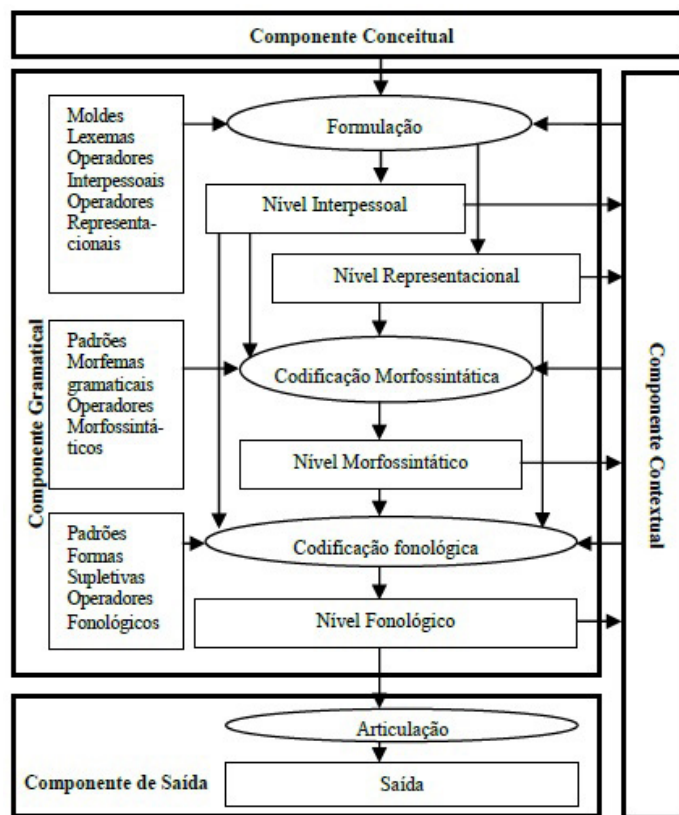 Componente Conceitual
Moldes
Lexemas
Operadores
Interpessoais
Operadores
Representa-
cionais
Formulação
Nível Interpessoal
Nível Representacional
Componente Gramatical
Padrões
Morfemas
gramaticais
Operadores
Morfossintá-
ticos
Codificação Morfossintática
Nível Morfossintático
Padrões
Formas
Supletivas
Operadores
Fonológicos
Codificação fonológica
Nível Fonológico
Componente Contextual
Articulação
Componente de Saída
Saída